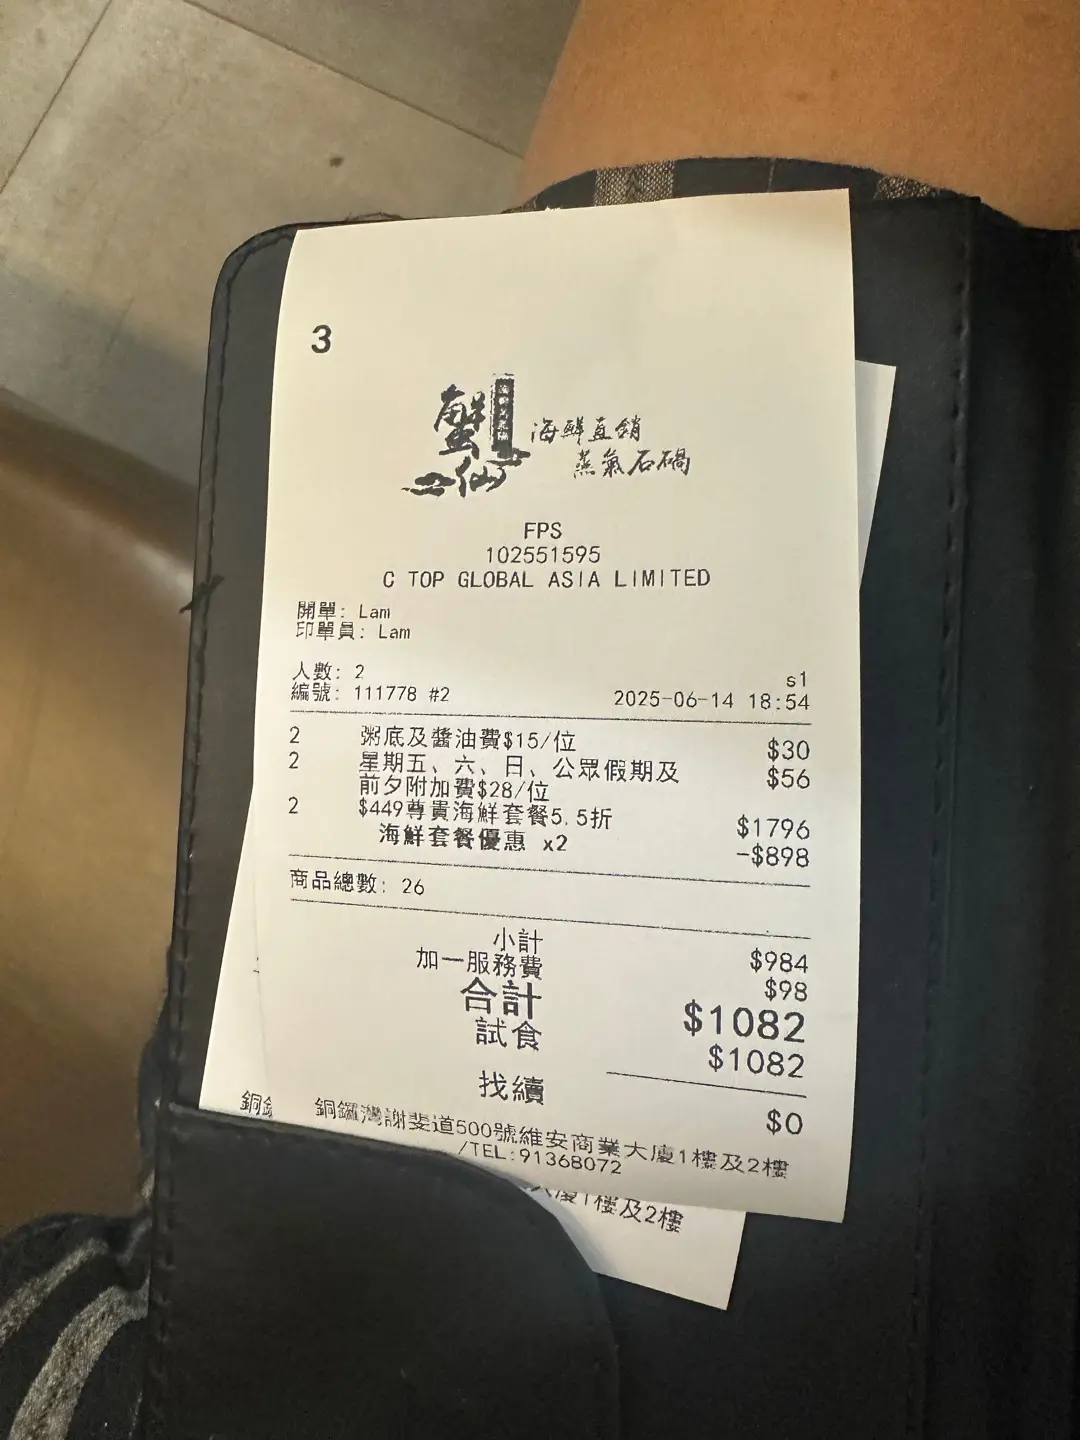 3
蟹仙
海鮮直銷
蒸氣石鍋
FPS
102551595
C TOP GLOBAL ASIA LIMITED
開單: Lam
印單員: Lam
人數: 2
s1
編號: 111778 #2 2025-06-14 18:54
2 粥底及醬油費$15/位 $30
2 星期五、六、日、公眾假期及 $56
前夕附加費$28/位
2 $449尊貴海鮮套餐5.5折 $1796
海鮮套餐優惠 x2 -$898
商品總數: 26
小計 $984
加一服務費 $98
合計 $1082
試食 $1082
找續 $0
銅鑼灣謝斐道500號維安商業大廈1樓及2樓
/TEL:91368072
銅鑼
大廈1樓及2樓